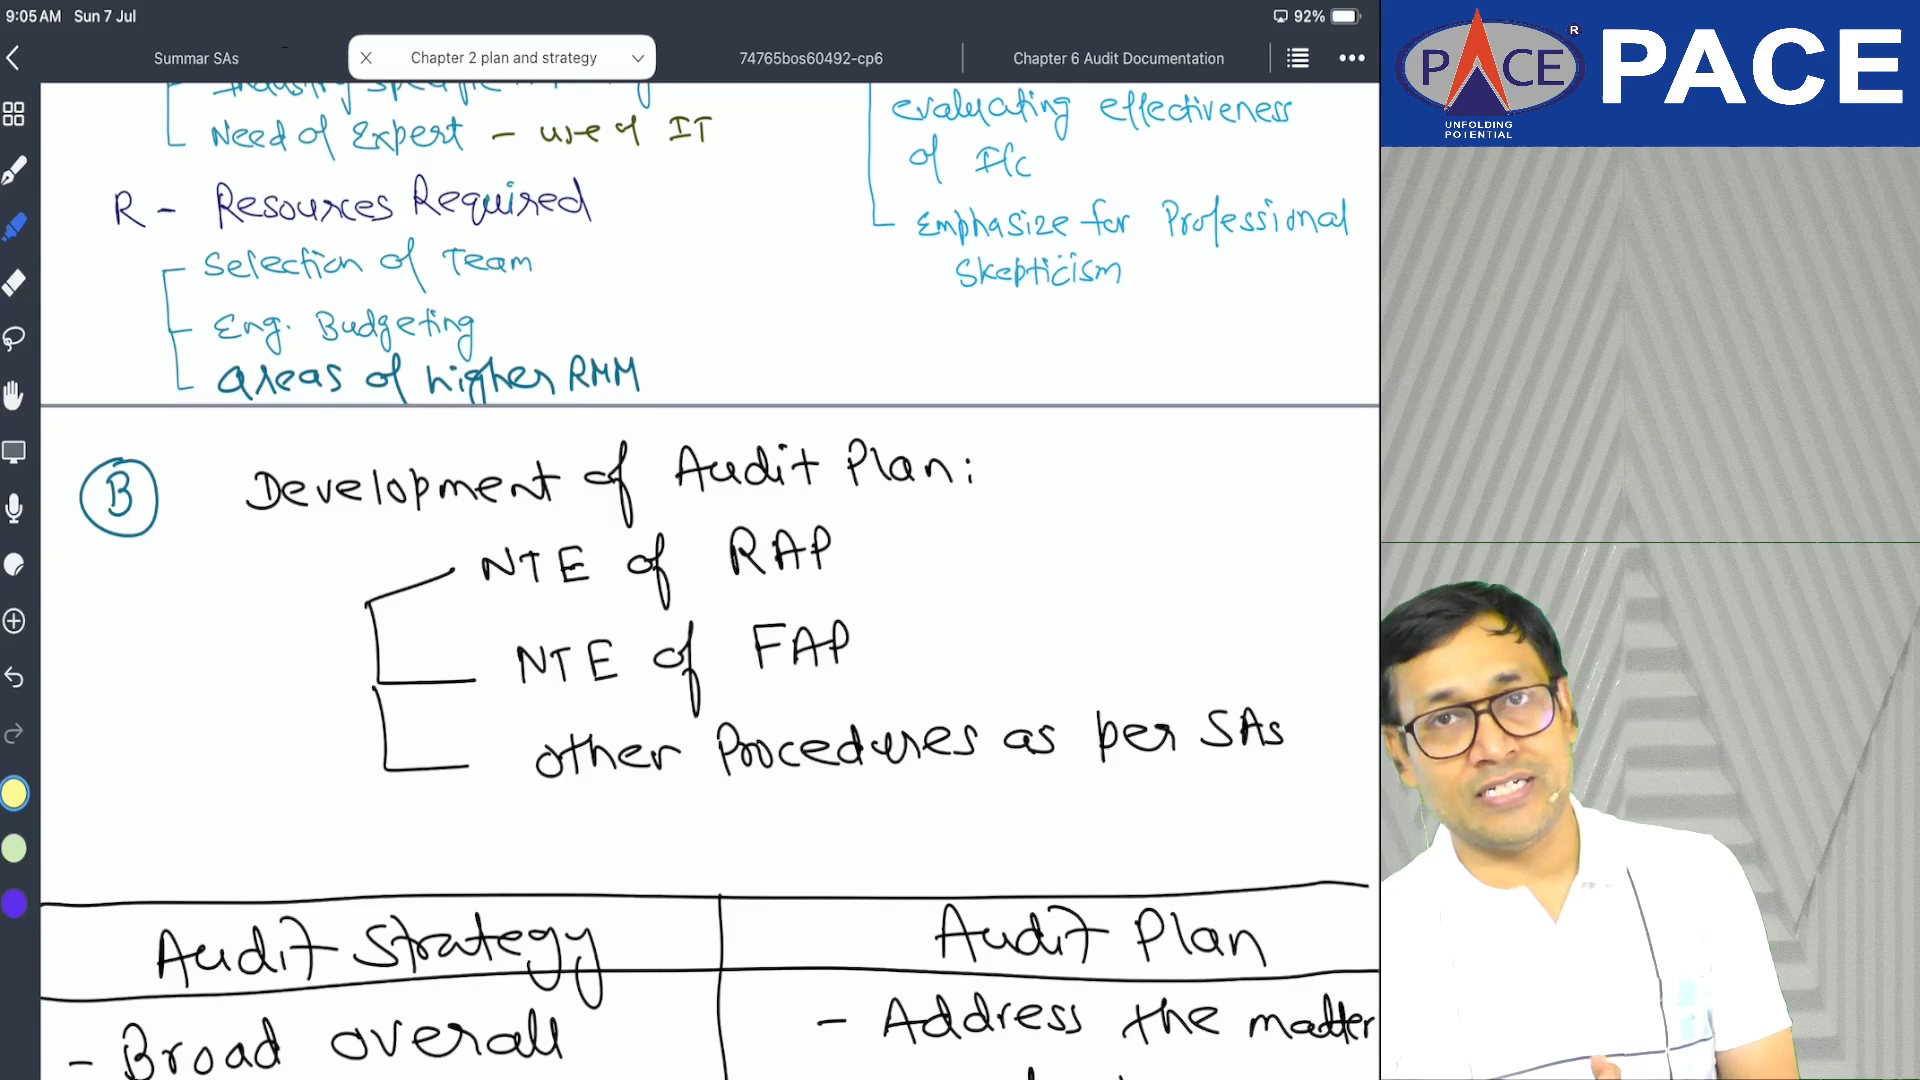 9:05 AM Sun 7 Jul
92%
Summar SAs
Chapter 2 plan and strategy
74765bos60492-cp6
Chapter 6 Audit Documentation
PACE
R
UNFOLDING
POTENTIAL
PACE
Industry specific
Need of Expert - use of IT
R - Resources Required
Selection of Team
Eng. Budgeting
areas of higher RMM
evaluating effectiveness
of I/c
Emphasize for Professional
Skepticism
B Development of Audit Plan:
NTE of RAP
NTE of FAP
other Procedures as per SAs
Audit Strategy
Audit Plan
- Broad overall
- Address the matter